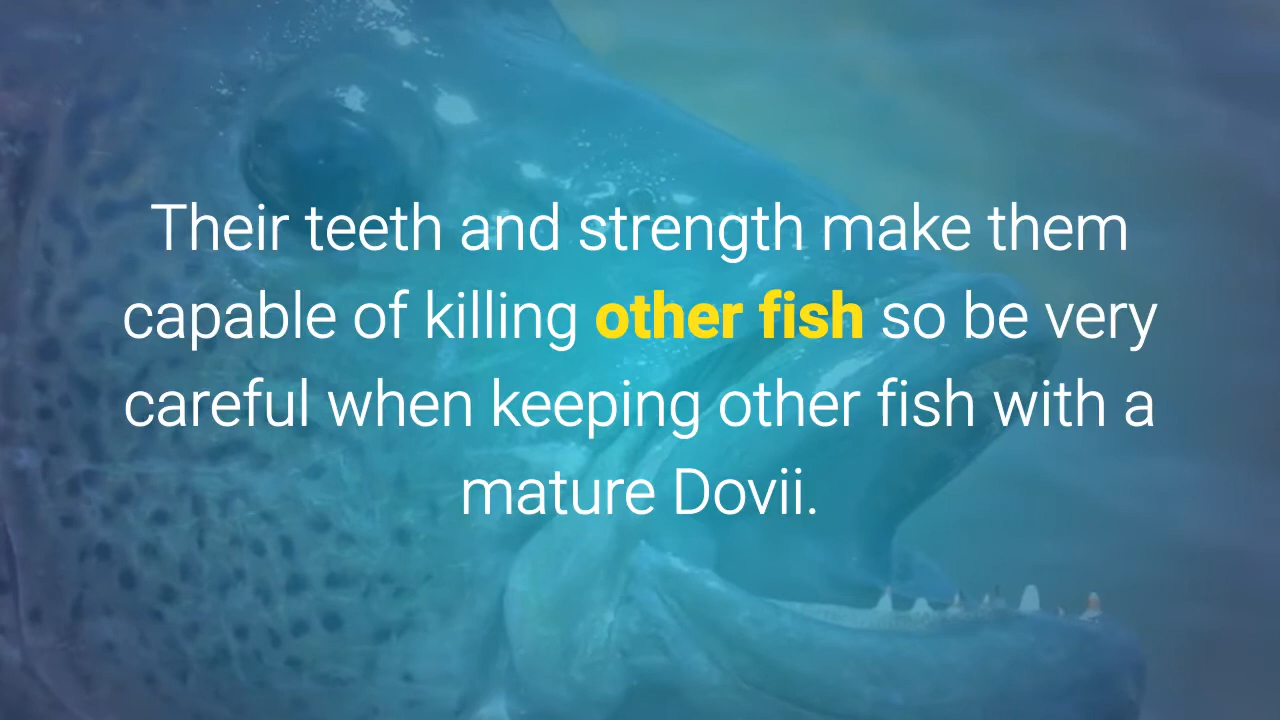 Their teeth and strength make them
capable of killing other fish so be very
careful when keeping other fish with a
mature Dovii.